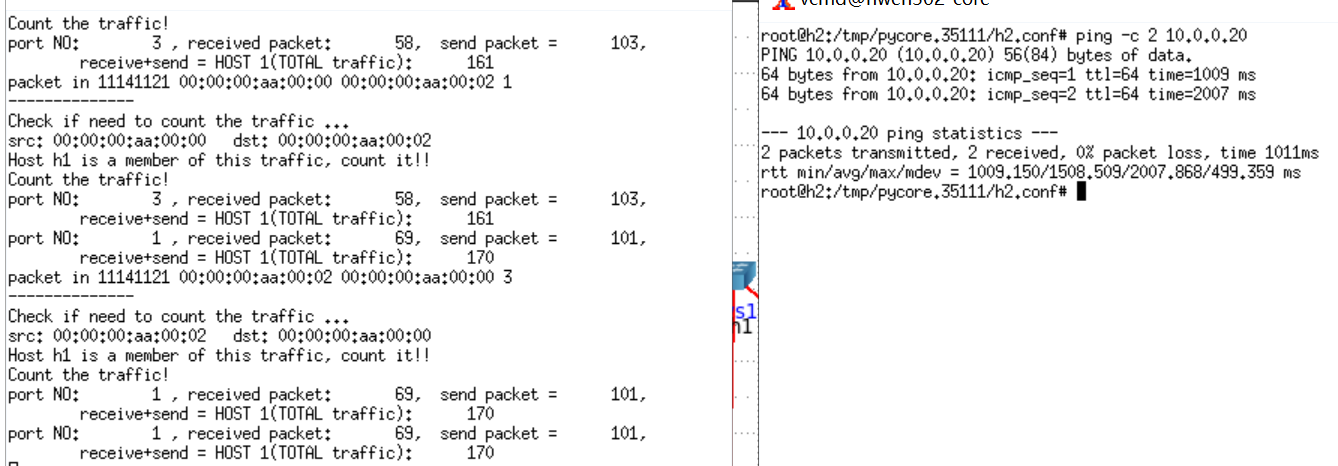 Count the traffic!
port NO:        3 , received packet:       58,  send packet =      103,
        receive+send = HOST 1(TOTAL traffic):      161
packet in 11141121 00:00:00:aa:00:00 00:00:00:aa:00:02 1
--------------
Check if need to count the traffic ...
src: 00:00:00:aa:00:00   dst: 00:00:00:aa:00:02
Host h1 is a member of this traffic, count it!!
Count the traffic!
port NO:        3 , received packet:       58,  send packet =      103,
        receive+send = HOST 1(TOTAL traffic):      161
port NO:        1 , received packet:       69,  send packet =      101,
        receive+send = HOST 1(TOTAL traffic):      170
packet in 11141121 00:00:00:aa:00:02 00:00:00:aa:00:00 3
--------------
Check if need to count the traffic ...
src: 00:00:00:aa:00:02   dst: 00:00:00:aa:00:00
Host h1 is a member of this traffic, count it!!
Count the traffic!
port NO:        1 , received packet:       69,  send packet =      101,
        receive+send = HOST 1(TOTAL traffic):      170
port NO:        1 , received packet:       69,  send packet =      101,
        receive+send = HOST 1(TOTAL traffic):      170
s1
h1
root@h2:/tmp/pycore.35111/h2.conf# ping -c 2 10.0.0.20
PING 10.0.0.20 (10.0.0.20) 56(84) bytes of data.
64 bytes from 10.0.0.20: icmp_seq=1 ttl=64 time=1009 ms
64 bytes from 10.0.0.20: icmp_seq=2 ttl=64 time=2007 ms

--- 10.0.0.20 ping statistics ---
2 packets transmitted, 2 received, 0% packet loss, time 1011ms
rtt min/avg/max/mdev = 1009.150/1508.509/2007.868/499.359 ms
root@h2:/tmp/pycore.35111/h2.conf#